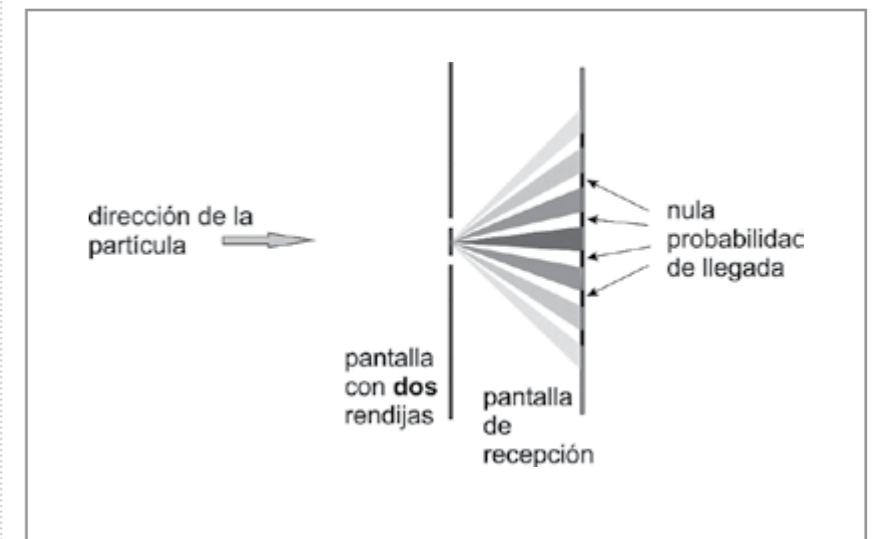 dirección de la
partícula
pantalla
con dos
rendijas
pantalla
de
recepción
nula
probabilidac
de llegada